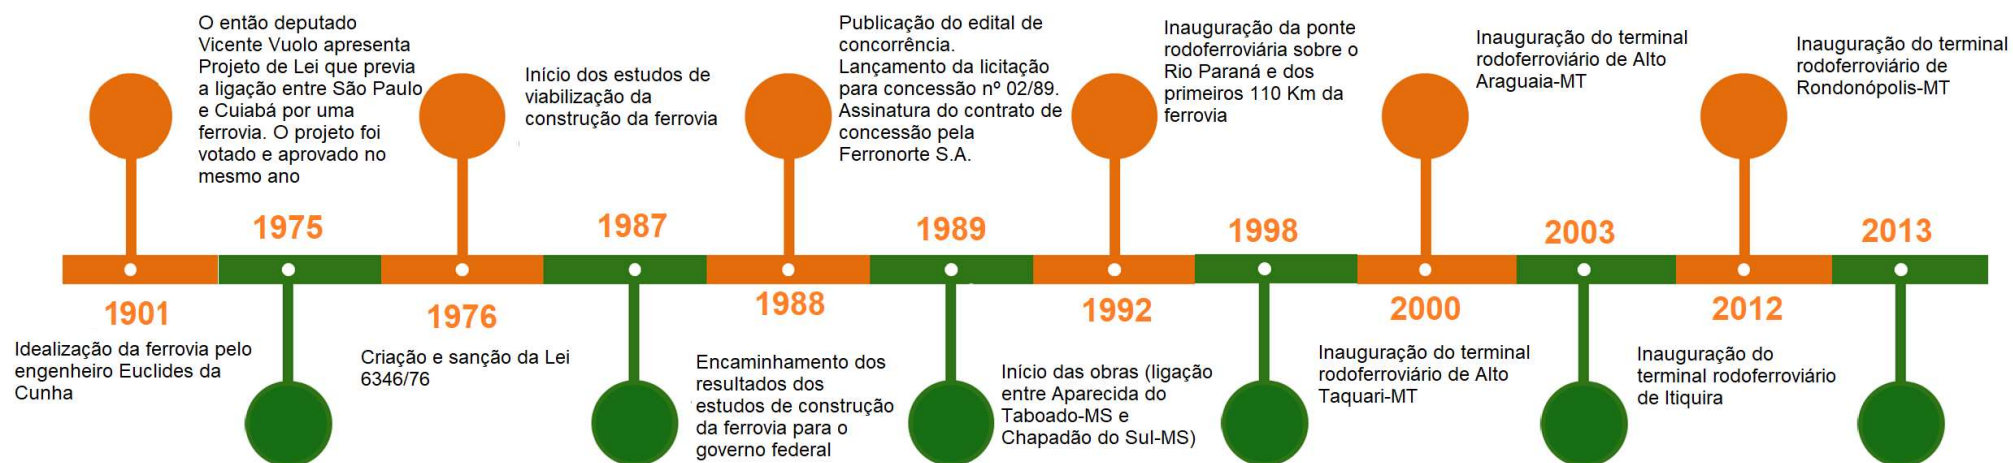 1901
Idealização da ferrovia pelo
engenheiro Euclides da
Cunha
O então deputado
Vicente Vuolo apresenta
Projeto de Lei que previa
a ligação entre São Paulo
e Cuiabá por uma
ferrovia. O projeto foi
votado e aprovado no
mesmo ano
1975
1976
Criação e sanção da Lei
6346/76
Início dos estudos de
viabilização da
construção da ferrovia
1987
1988
Encaminhamento dos
resultados dos
estudos de construção
da ferrovia para o
governo federal
Publicação do edital de
concorrência.
Lançamento da licitação
para concessão nº 02/89.
Assinatura do contrato de
concessão pela
Ferronorte S.A.
1989
1992
Início das obras (ligação
entre Aparecida do
Taboado-MS e
Chapadão do Sul-MS)
Inauguração da ponte
rodoferroviária sobre o
Rio Paraná e dos
primeiros 110 Km da
ferrovia
1998
2000
Inauguração do terminal
rodoferroviário de Alto
Taquari-MT
Inauguração do terminal
rodoferroviário de Alto
Araguaia-MT
2003
2012
Inauguração do
terminal rodoferroviário
de Itiquira
Inauguração do terminal
rodoferroviário de
Rondonópolis-MT
2013